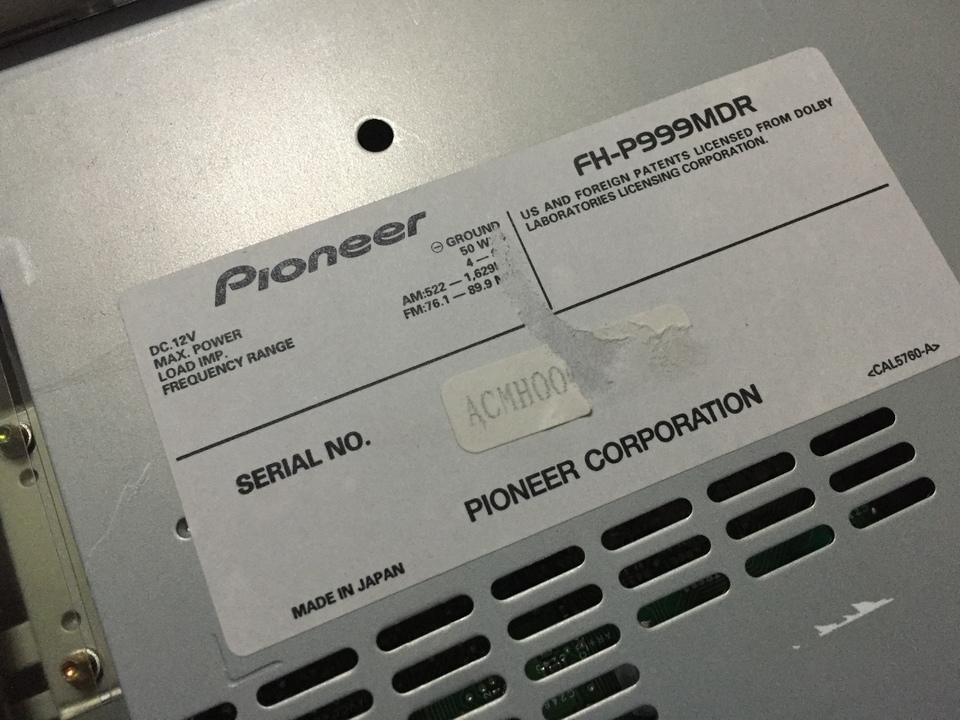 Pioneer
FH-P999MDR
US AND FOREIGN PATENTS LICENSED FROM DOLBY
LABORATORIES LICENSING CORPORATION.
DC.12V ⊖ GROUND
MAX. POWER 50 W
LOAD IMP. 4 —
FREQUENCY RANGE AM:522 — 1,629
FM:76.1 — 89.9
SERIAL NO. ACMH00
PIONEER CORPORATION
<CAL5760-A>
MADE IN JAPAN